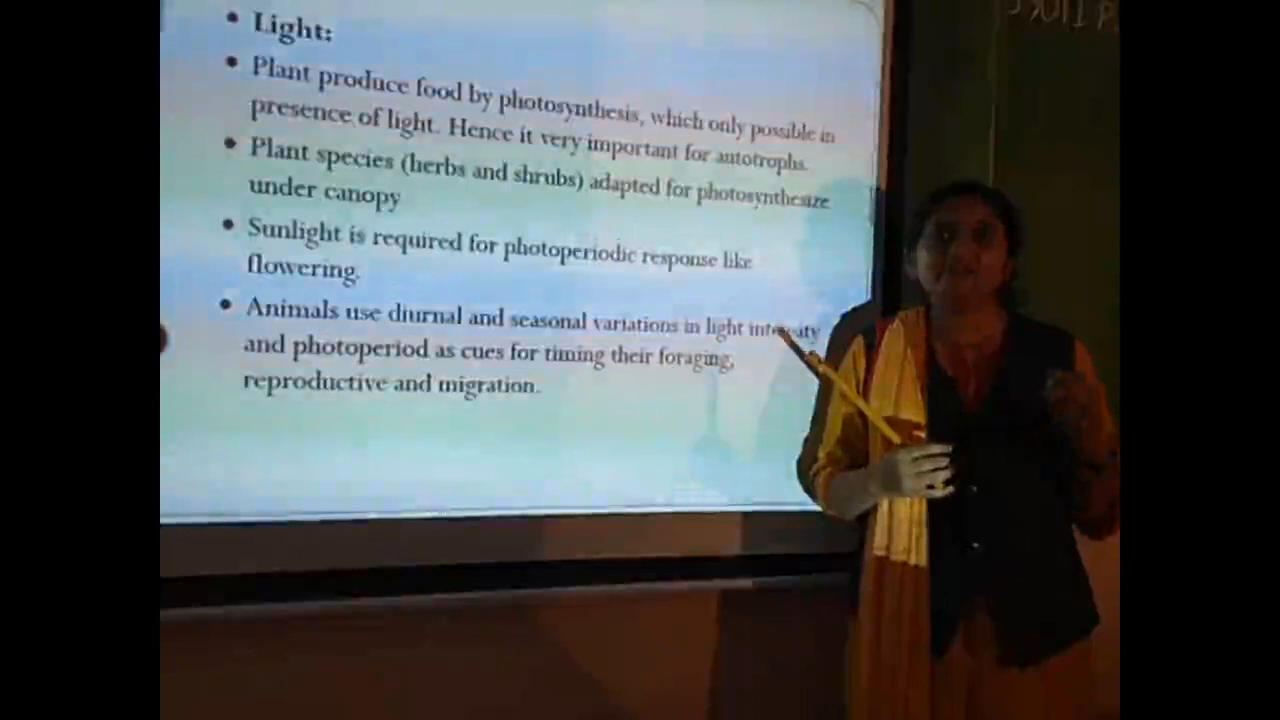 • Light:
• Plant produce food by photosynthesis, which only possible in
presence of light. Hence it very important for autotrophs.
• Plant species (herbs and shrubs) adapted for photosynthesize
under canopy
• Sunlight is required for photoperiodic response like
flowering.
• Animals use diurnal and seasonal variations in light intensity
and photoperiod as cues for timing their foraging,
reproductive and migration.